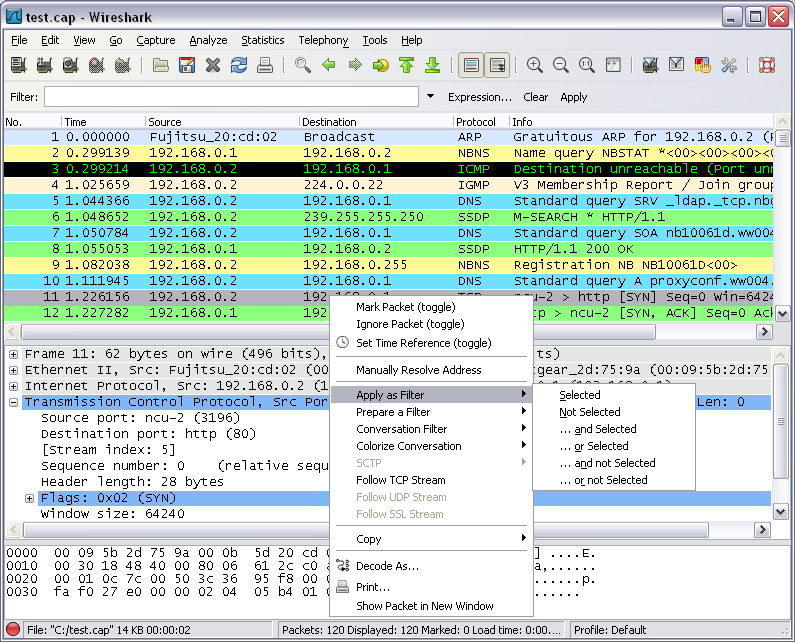 test.cap - Wireshark
File Edit View Go Capture Analyze Statistics Telephony Tools Help
Filter: Expression... Clear Apply
No. Time Source Destination Protocol Info
1 0.000000 Fujitsu_20:cd:02 Broadcast ARP Gratuitous ARP for 192.168.0.2 (
2 0.299139 192.168.0.1 192.168.0.2 NBNS Name query NBSTAT *<00><00><00><
3 0.299214 192.168.0.2 192.168.0.1 ICMP Destination unreachable (Port un
4 1.025659 192.168.0.2 224.0.0.22 IGMP V3 Membership Report / Join grou
5 1.044366 192.168.0.2 192.168.0.1 DNS Standard query SRV _ldap._tcp.nb
6 1.048652 192.168.0.2 239.255.255.250 SSDP M-SEARCH * HTTP/1.1
7 1.050784 192.168.0.2 192.168.0.1 DNS Standard query SOA nb10061d.ww00
8 1.055053 192.168.0.1 192.168.0.2 SSDP HTTP/1.1 200 OK
9 1.082038 192.168.0.2 192.168.0.255 NBNS Registration NB NB10061D<00>
10 1.111945 192.168.0.2 192.168.0.1 DNS Standard query A proxyconf.ww004
11 1.226156 192.168.0.2 192 ncu-2 > http [SYN] Seq=0 Win=6424
12 1.227282 192.168.0.1 192 > ncu-2 [SYN, ACK] Seq=0 Ac
Frame 11: 62 bytes on wire (496 bits), ts)
Ethernet II, Src: Fujitsu_20:cd:02 (00 tgear_2d:75:9a (00:09:5b:2d:75
Internet Protocol, Src: 192.168.0.2 (1 .0.1)
Transmission Control Protocol, Src Por Len: 0
Source port: ncu-2 (3196)
Destination port: http (80)
[Stream index: 5]
Sequence number: 0 (relative sequ
Header length: 28 bytes
Flags: 0x02 (SYN)
Window size: 64240
Mark Packet (toggle)
Ignore Packet (toggle)
Set Time Reference (toggle)
Manually Resolve Address
Apply as Filter
Prepare a Filter
Conversation Filter
Colorize Conversation
SCTP
Follow TCP Stream
Follow UDP Stream
Follow SSL Stream
Copy
Decode As...
Print...
Show Packet in New Window
Selected
Not Selected
... and Selected
... or Selected
... and not Selected
... or not Selected
0000 00 09 5b 2d 75 9a 00 0b 5d 20 cd ] ....E.
0010 00 30 18 48 40 00 80 06 61 2c c0 a,......
0020 00 01 0c 7c 00 50 3c 36 95 f8 00 ......p.
0030 fa f0 27 e0 00 00 02 04 05 b4 01
File: "C:/test.cap" 14 KB 00:00:02 Packets: 120 Displayed: 120 Marked: 0 Load time: 0:00.... Profile: Default